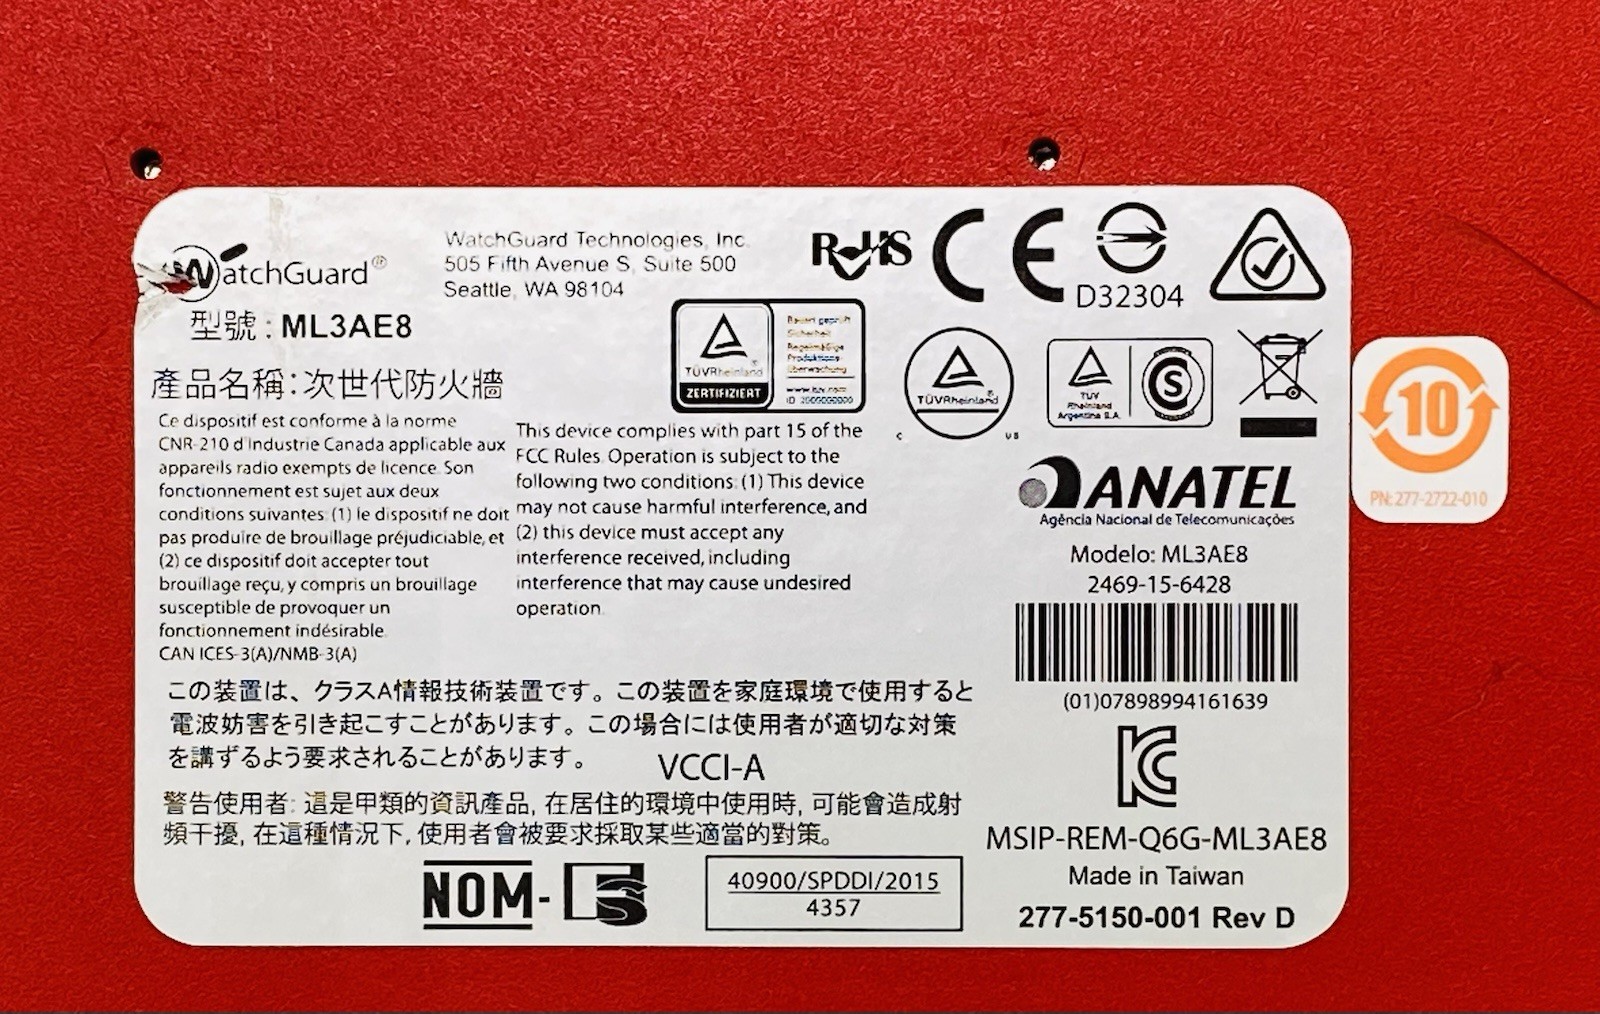 WatchGuard®
型號：ML3AE8
產品名稱：次世代防火牆
WatchGuard Technologies, Inc.
505 Fifth Avenue S, Suite 500
Seattle, WA 98104
RoHS
CE
D32304
TÜVRheinland®
ZERTIFIZIERT
Bauart geprüft
Sicherheit
Regelmäßige
Produktions-
überwachung
www.tuv.com
TÜVRheinland
C US
TÜV
Rheinland
Argentina S.A.
S
Ce dispositif est conforme à la norme
CNR-210 d'Industrie Canada applicable aux
appareils radio exempts de licence. Son
fonctionnement est sujet aux deux
conditions suivantes: (1) le dispositif ne doit
pas produire de brouillage préjudiciable, et
(2) ce dispositif doit accepter tout
brouillage reçu, y compris un brouillage
susceptible de provoquer un
fonctionnement indésirable.
CAN ICES-3(A)/NMB-3(A)
This device complies with part 15 of the
FCC Rules. Operation is subject to the
following two conditions: (1) This device
may not cause harmful interference, and
(2) this device must accept any
interference received, including
interference that may cause undesired
operation.
ANATEL
Agência Nacional de Telecomunicações
Modelo: ML3AE8
2469-15-6428
(01)07898994161639
10
PN:277-2722-010
この装置は、クラスA情報技術装置です。この装置を家庭環境で使用すると
電波妨害を引き起こすことがあります。この場合には使用者が適切な対策
を講ずるよう要求されることがあります。
VCCI-A
警告使用者: 這是甲類的資訊產品, 在居住的環境中使用時, 可能會造成射
頻干擾, 在這種情況下, 使用者會被要求採取某些適當的對策。
NOM-
40900/SPDDI/2015
4357
MSIP-REM-Q6G-ML3AE8
Made in Taiwan
277-5150-001 Rev D